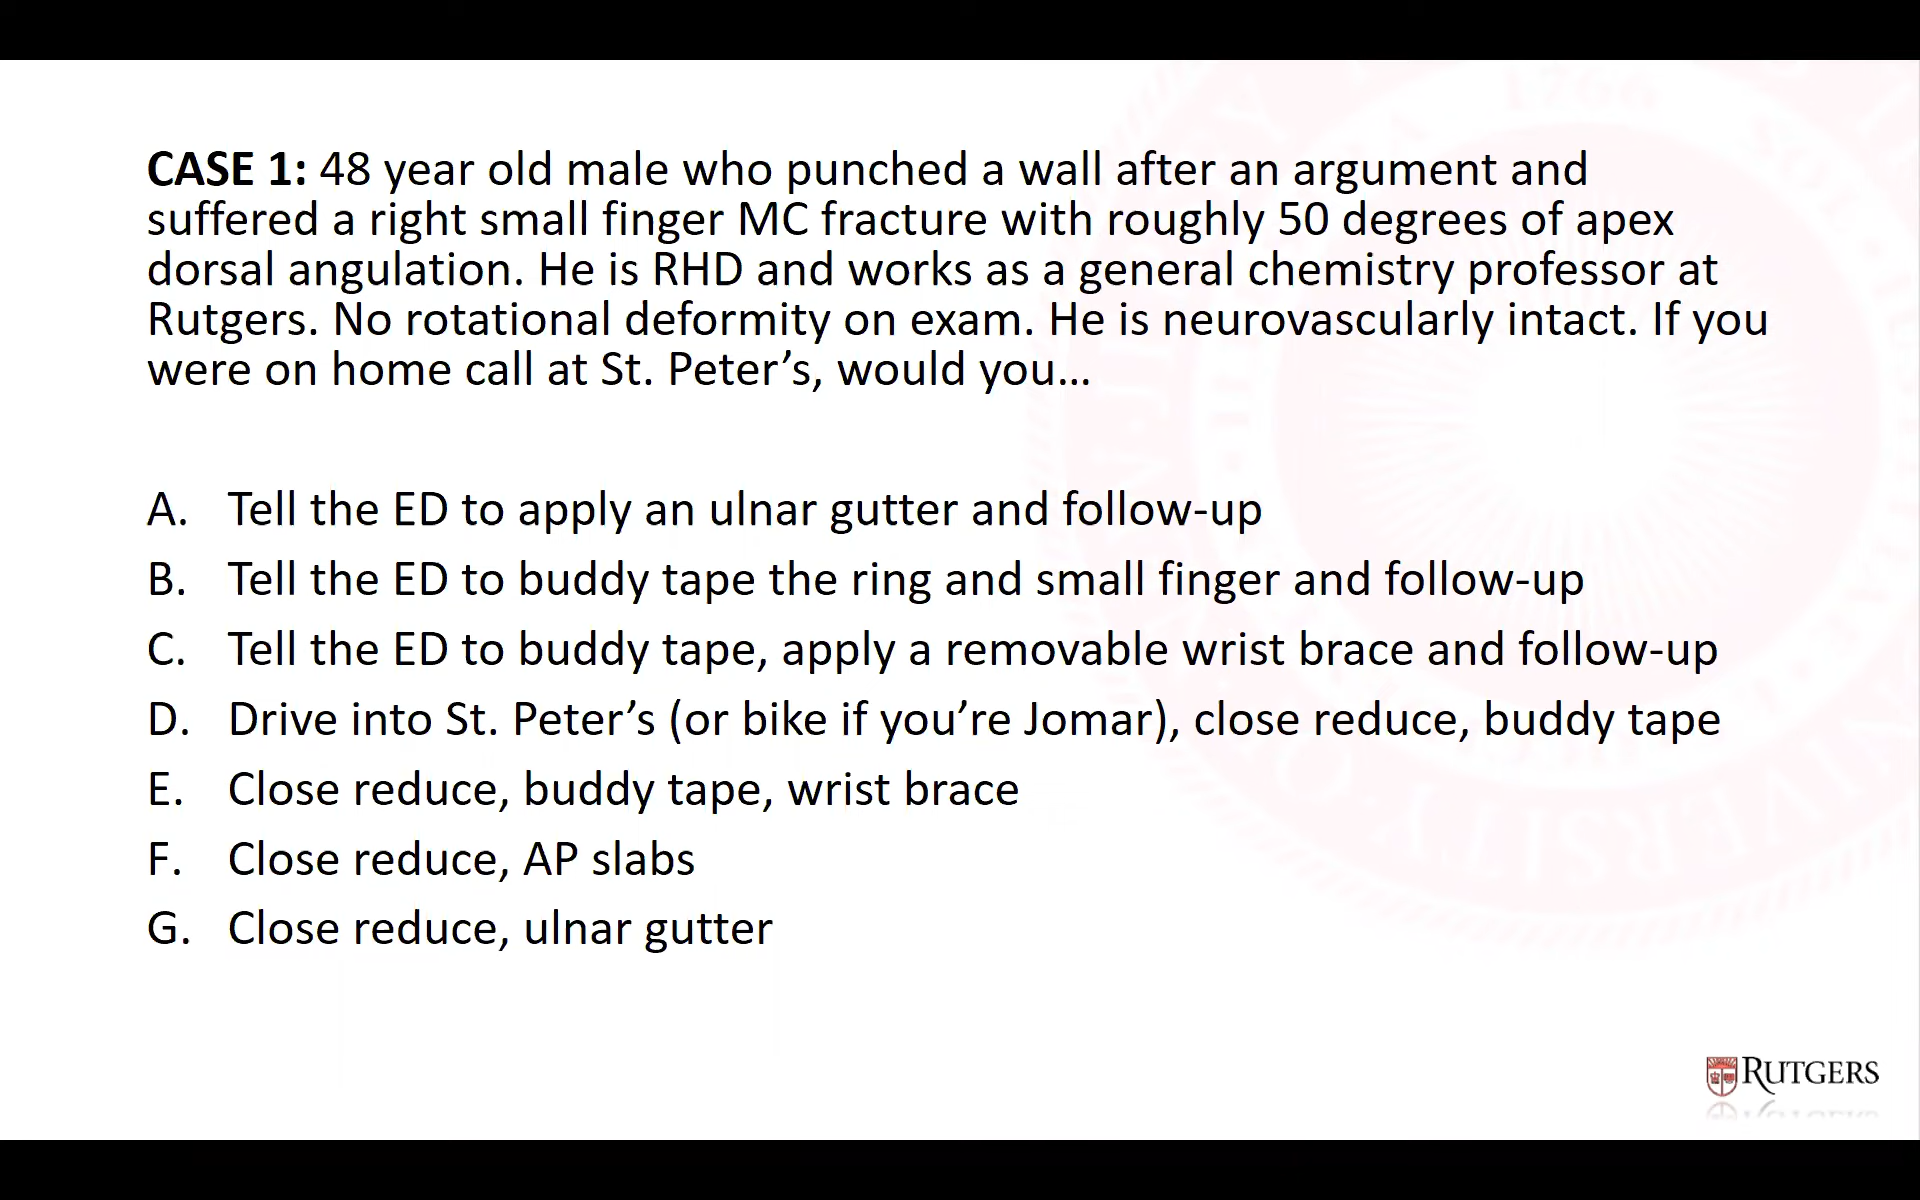 CASE 1: 48 year old male who punched a wall after an argument and
suffered a right small finger MC fracture with roughly 50 degrees of apex
dorsal angulation. He is RHD and works as a general chemistry professor at
Rutgers. No rotational deformity on exam. He is neurovascularly intact. If you
were on home call at St. Peter’s, would you…
A. Tell the ED to apply an ulnar gutter and follow-up
B. Tell the ED to buddy tape the ring and small finger and follow-up
C. Tell the ED to buddy tape, apply a removable wrist brace and follow-up
D. Drive into St. Peter’s (or bike if you’re Jomar), close reduce, buddy tape
E. Close reduce, buddy tape, wrist brace
F. Close reduce, AP slabs
G. Close reduce, ulnar gutter
RUTGERS
1766